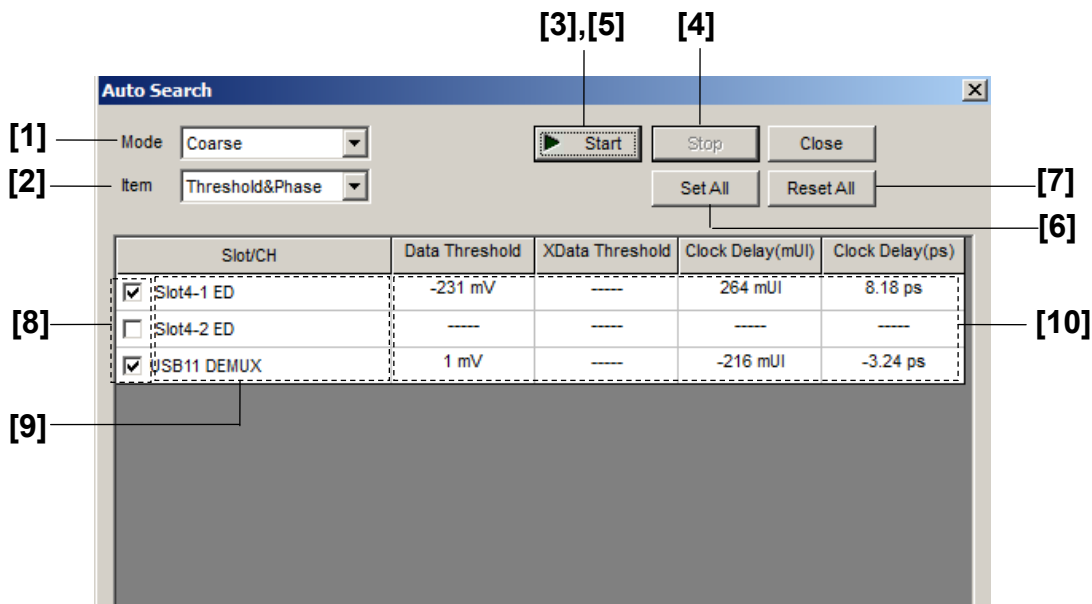 [3],[5] [4]
Auto Search
[1] Mode Coarse Start Stop Close
[2] Item Threshold&Phase Set All Reset All [7]
[6]
Slot/CH Data Threshold XData Threshold Clock Delay(mUI) Clock Delay(ps)
Slot4-1 ED -231 mV ----- 264 mUI 8.18 ps
[8] Slot4-2 ED ----- ----- ----- ----- [10]
USB11 DEMUX 1 mV ----- -216 mUI -3.24 ps
[9]